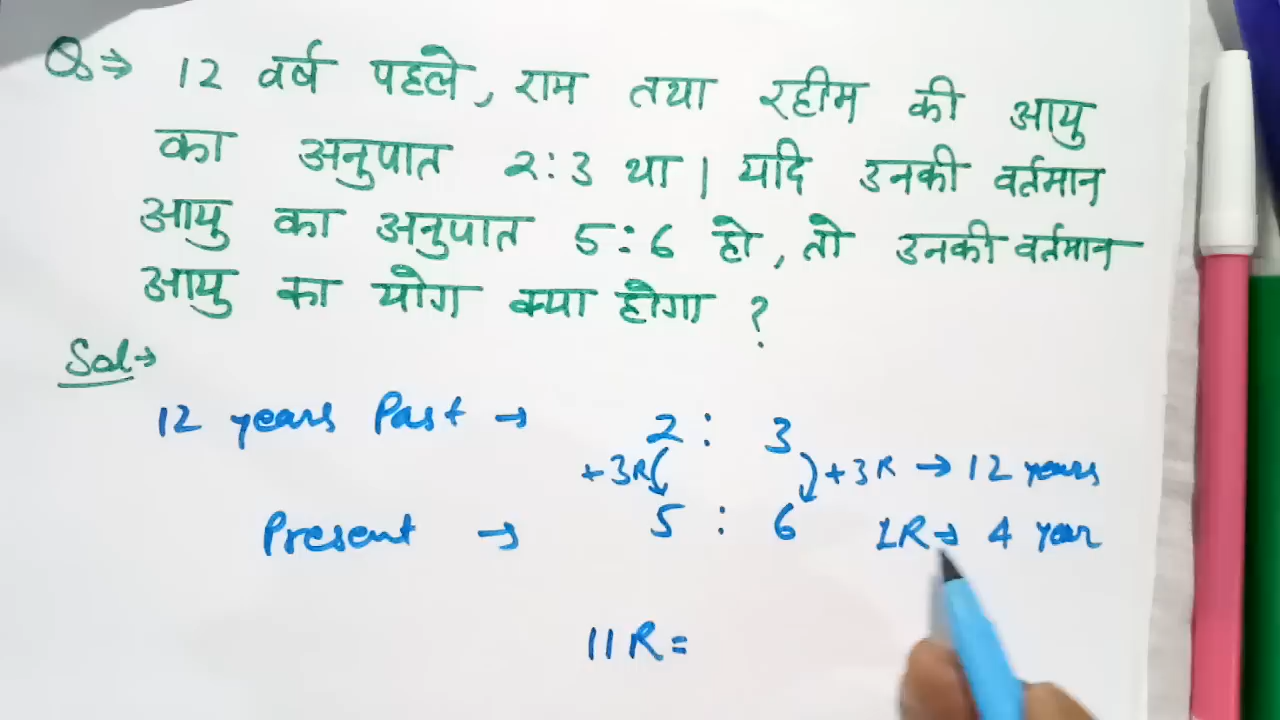 Q⇒ 12 वर्ष पहले, राम तथा रहीम की आयु
का अनुपात 2:3 था। यदि उनकी वर्तमान
आयु का अनुपात 5:6 हो, तो उनकी वर्तमान
आयु का योग क्या होगा ?
Sol→
12 years Past → 2 : 3
+3R +3R → 12 years
Present → 5 : 6 1R → 4 year
11R=